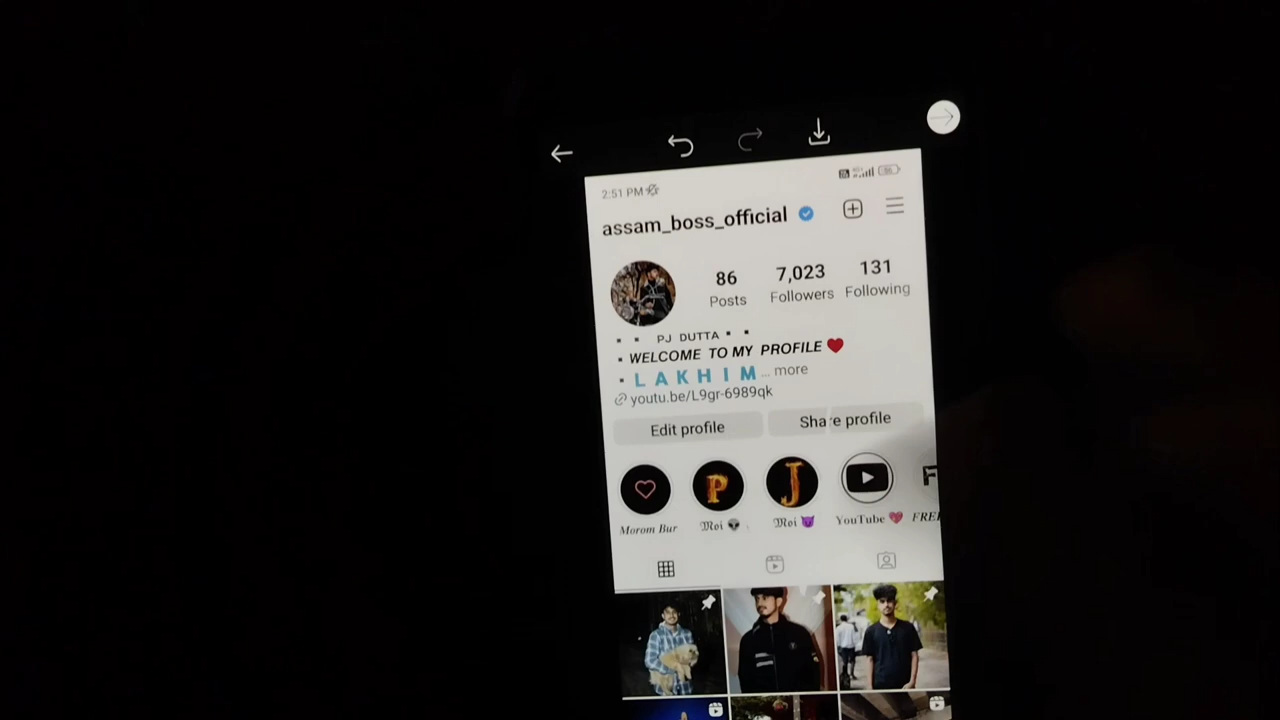 2:51 PM
assam_boss_official
86 7,023 131
Posts Followers Following
PJ DUTTA
WELCOME TO MY PROFILE ❤️
LAKHIM... more
youtu.be/L9gr-6989qk
Edit profile Share profile
P J
Morom Bur Moi 👽 Moi 😈 YouTube 💖